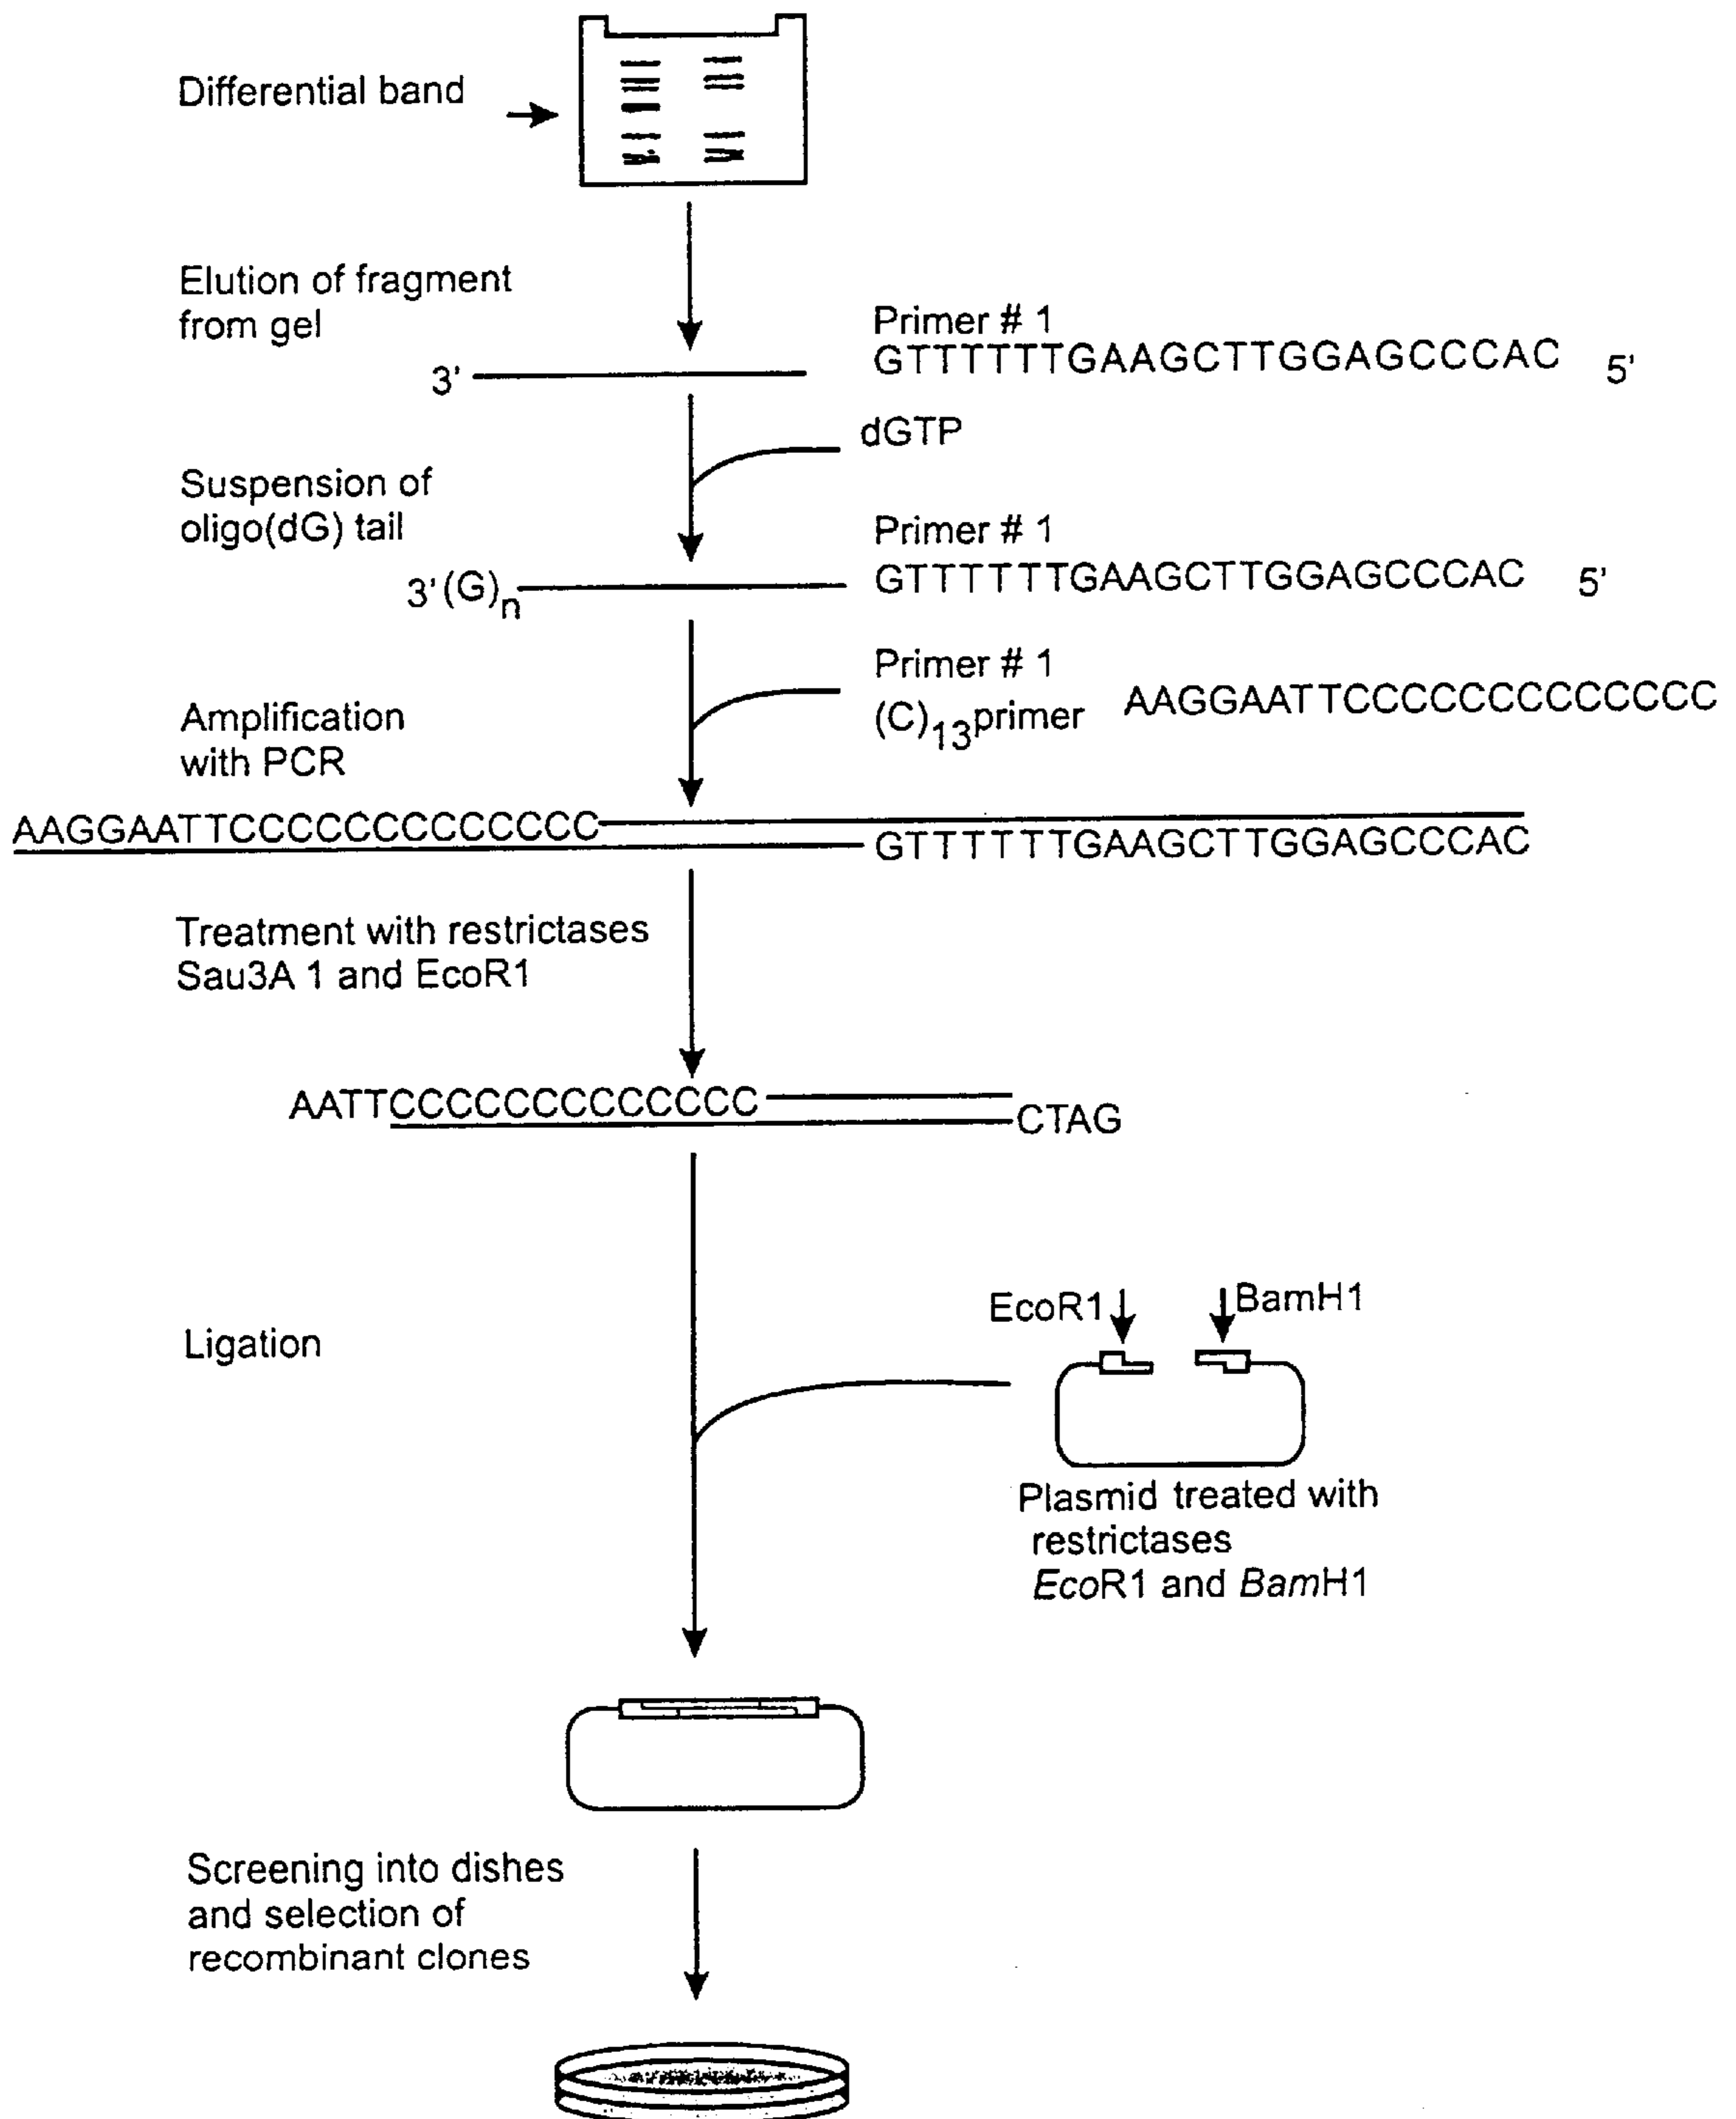 Differential band
Elution of fragment
from gel
Primer # 1
3' GTTTTTTGAAGCTTGGAGCCCAC 5'
dGTP
Suspension of
oligo(dG) tail
Primer # 1
3'(G)n GTTTTTTGAAGCTTGGAGCCCAC 5'
Primer # 1
(C)13primer AAGGAATTCCCCCCCCCCCCC
Amplification
with PCR
AAGGAATTCCCCCCCCCCCCC
GTTTTTTGAAGCTTGGAGCCCAC
Treatment with restrictases
Sau3A 1 and EcoR1
AATTCCCCCCCCCCCCC
CTAG
Ligation
EcoR1 BamH1
Plasmid treated with
restrictases
EcoR1 and BamH1
Screening into dishes
and selection of
recombinant clones